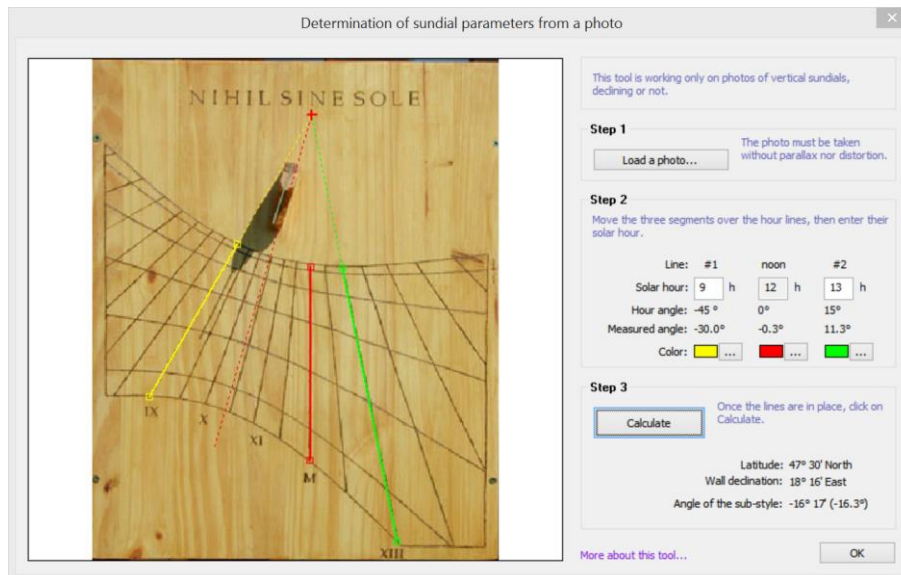 Determination of sundial parameters from a photo
NIHIL SINE SOLE
IX
X
XI
M
XIII
This tool is working only on photos of vertical sundials,
declining or not.
Step 1
Load a photo...
The photo must be taken
without parallax nor distortion.
Step 2
Move the three segments over the hour lines, then enter their
solar hour.
Line: #1 noon #2
Solar hour: 9 h 12 h 13 h
Hour angle: -45 ° 0° 15°
Measured angle: -30.0° -0.3° 11.3°
Color: ... ... ...
Step 3
Calculate
Once the lines are in place, click on
Calculate.
Latitude: 47° 30' North
Wall declination: 18° 16' East
Angle of the sub-style: -16° 17' (-16.3°)
More about this tool...
OK